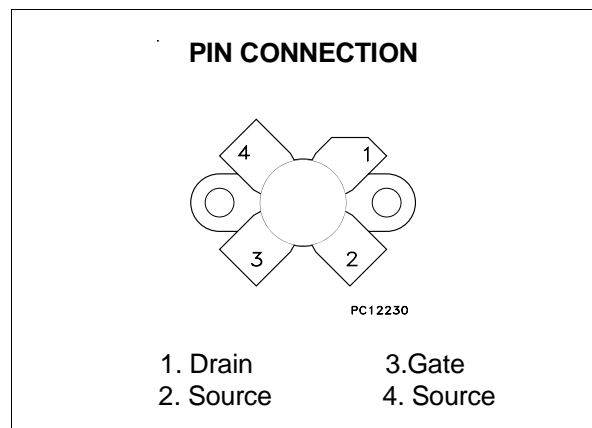 PIN CONNECTION
4
1
3
2
PC12230
1. Drain 3.Gate
2. Source 4. Source